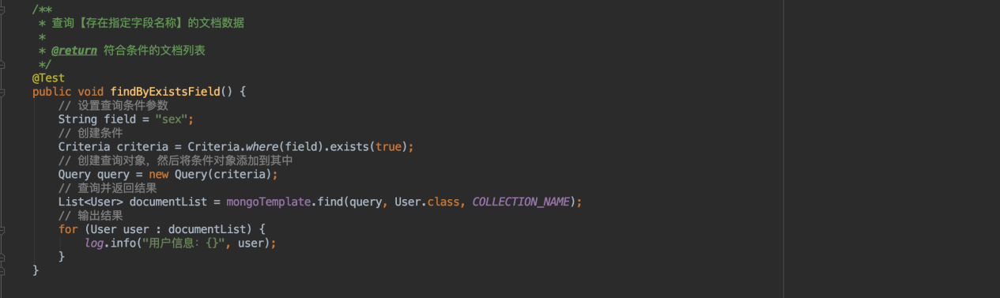 /**
 * 查询【存在指定字段名称】的文档数据
 *
 * @return 符合条件的文档列表
 */
@Test
public void findByExistsField() {
    // 设置查询条件参数
    String field = "sex";
    // 创建条件
    Criteria criteria = Criteria.where(field).exists(true);
    // 创建查询对象，然后将条件对象添加到其中
    Query query = new Query(criteria);
    // 查询并返回结果
    List<User> documentList = mongoTemplate.find(query, User.class, COLLECTION_NAME);
    // 输出结果
    for (User user : documentList) {
        log.info("用户信息：{}", user);
    }
}